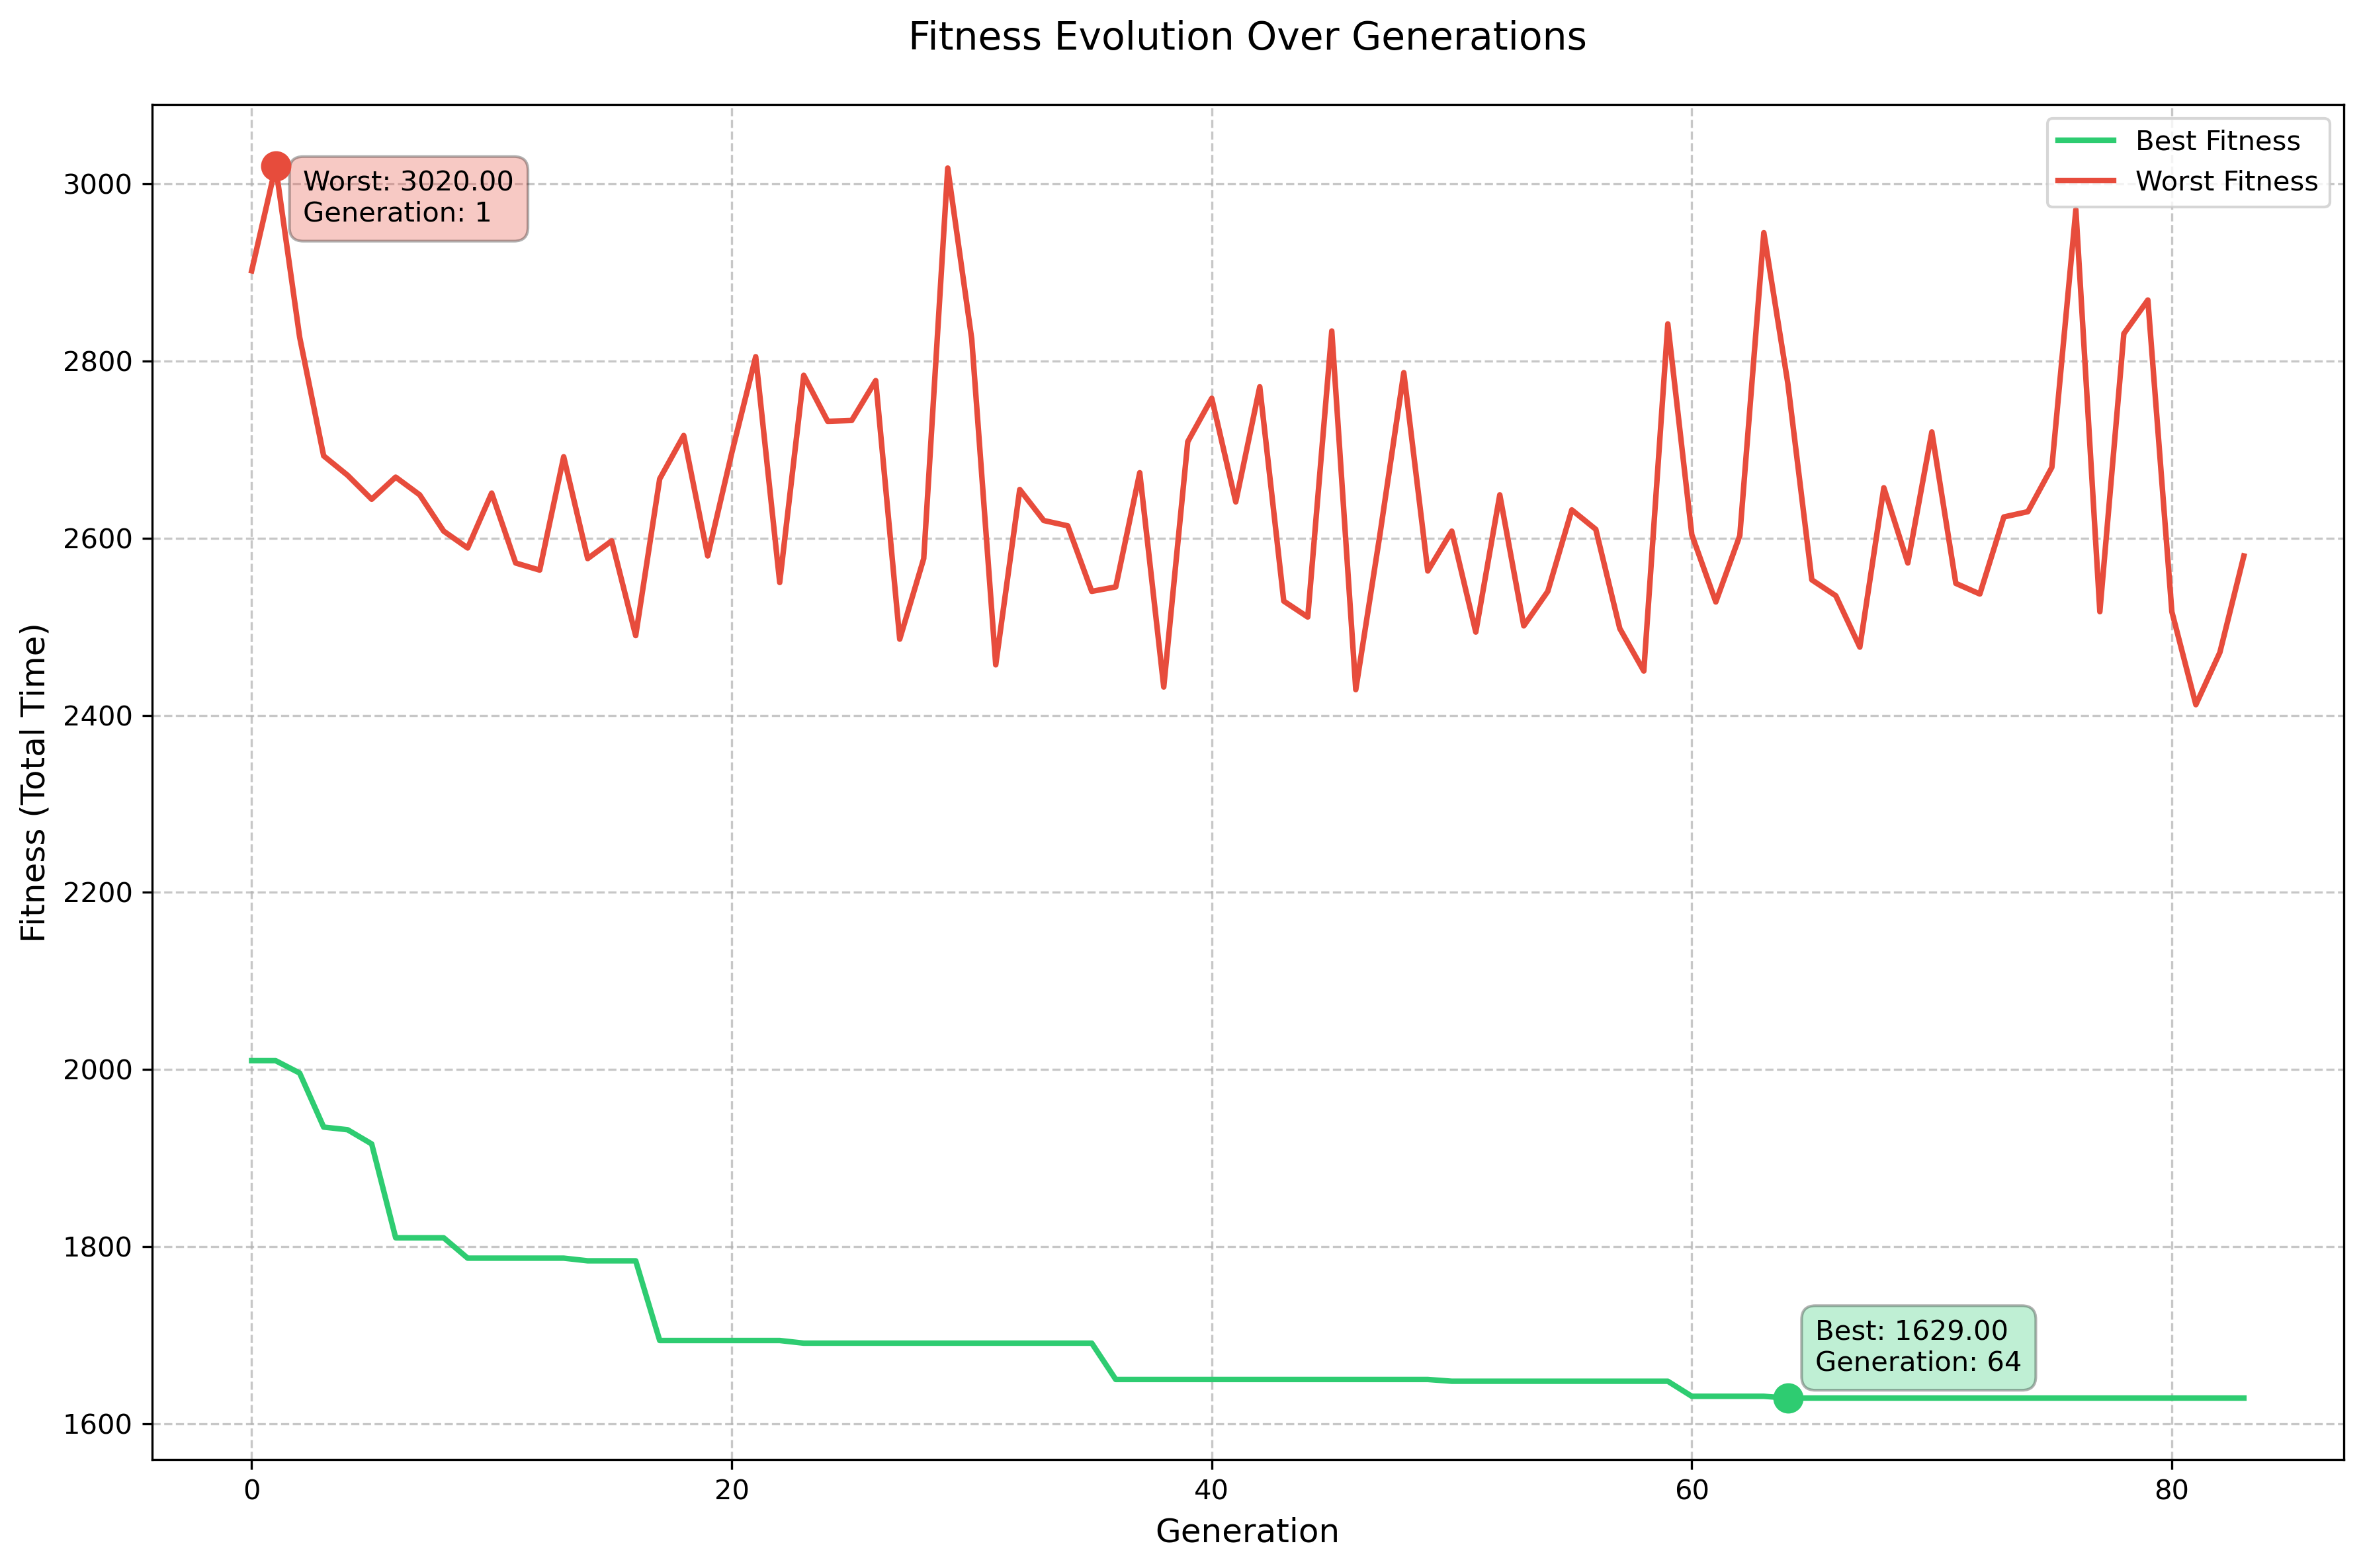 Fitness Evolution Over Generations
Best Fitness
Worst Fitness
Worst: 3020.00
Generation: 1
Best: 1629.00
Generation: 64
Fitness (Total Time)
3000
2800
2600
2400
2200
2000
1800
1600
0
20
40
60
80
Generation